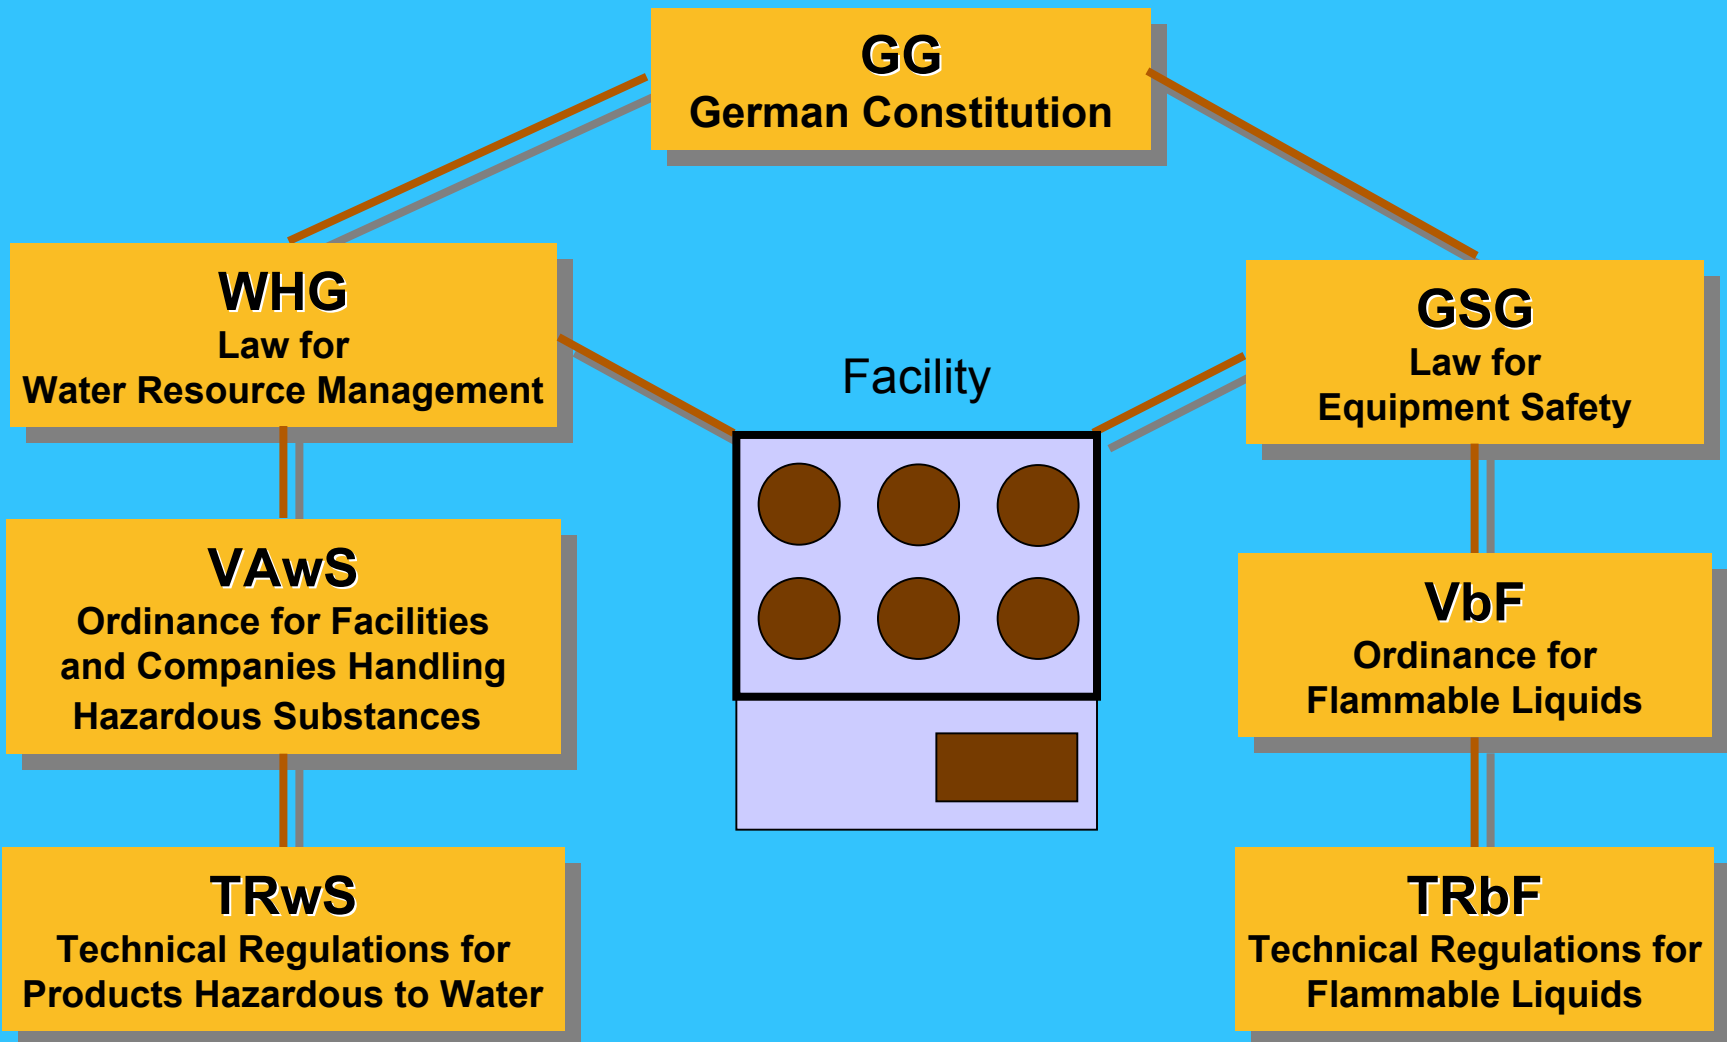 GG
German Constitution
WHG
Law for
Water Resource Management
GSG
Law for
Equipment Safety
Facility
VAwS
Ordinance for Facilities
and Companies Handling
Hazardous Substances
VbF
Ordinance for
Flammable Liquids
TRwS
Technical Regulations for
Products Hazardous to Water
TRbF
Technical Regulations for
Flammable Liquids